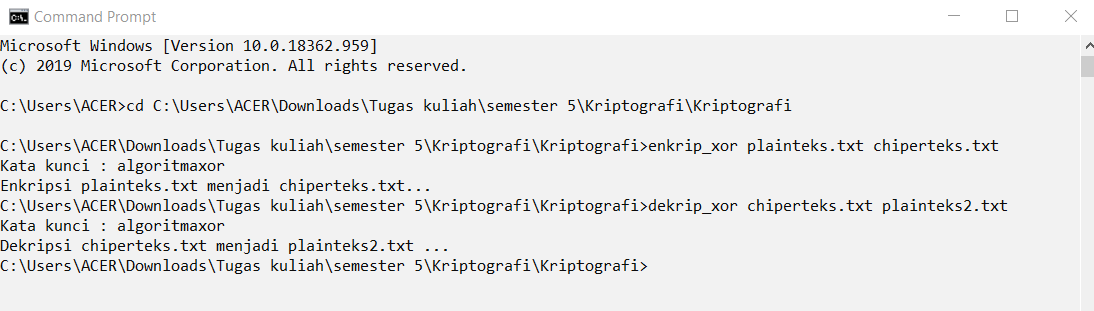 Command Prompt
Microsoft Windows [Version 10.0.18362.959]
(c) 2019 Microsoft Corporation. All rights reserved.
C:\Users\ACER>cd C:\Users\ACER\Downloads\Tugas kuliah\semester 5\Kriptografi\Kriptografi
C:\Users\ACER\Downloads\Tugas kuliah\semester 5\Kriptografi\Kriptografi>enkrip_xor plainteks.txt chiperteks.txt
Kata kunci : algoritmaxor
Enkripsi plainteks.txt menjadi chiperteks.txt...
C:\Users\ACER\Downloads\Tugas kuliah\semester 5\Kriptografi\Kriptografi>dekrip_xor chiperteks.txt plainteks2.txt
Kata kunci : algoritmaxor
Dekripsi chiperteks.txt menjadi plainteks2.txt ...
C:\Users\ACER\Downloads\Tugas kuliah\semester 5\Kriptografi\Kriptografi>